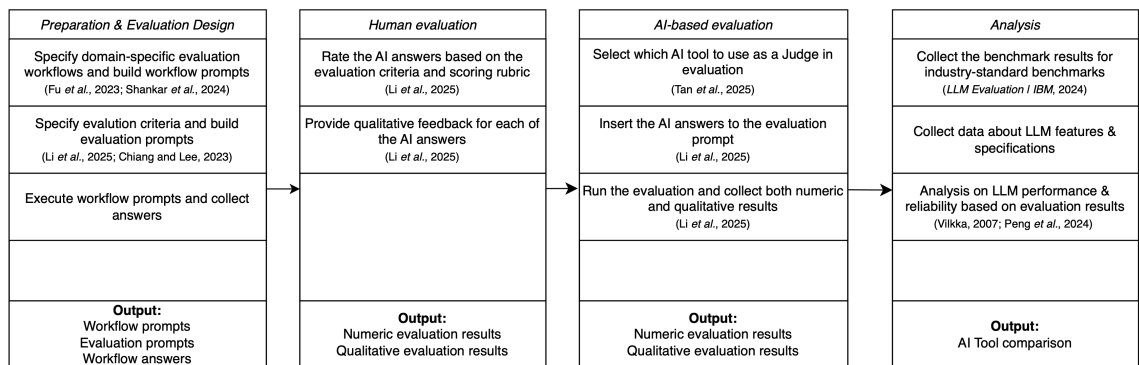 Preparation & Evaluation Design
Specify domain-specific evaluation
workflows and build workflow prompts
(Fu et al., 2023; Shankar et al., 2024)
Specify evalution criteria and build
evaluation prompts
(Li et al., 2025; Chiang and Lee, 2023)
Execute workflow prompts and collect
answers
Output:
Workflow prompts
Evaluation prompts
Workflow answers
Human evaluation
Rate the AI answers based on the
evaluation criteria and scoring rubric
(Li et al., 2025)
Provide qualitative feedback for each of
the AI answers
(Li et al., 2025)
Output:
Numeric evaluation results
Qualitative evaluation results
AI-based evaluation
Select which AI tool to use as a Judge in
evaluation
(Tan et al., 2025)
Insert the AI answers to the evaluation
prompt
(Li et al., 2025)
Run the evaluation and collect both numeric
and qualitative results
(Li et al., 2025)
Output:
Numeric evaluation results
Qualitative evaluation results
Analysis
Collect the benchmark results for
industry-standard benchmarks
(LLM Evaluation | IBM, 2024)
Collect data about LLM features &
specifications
Analysis on LLM performance &
reliability based on evaluation results
(Vilkka, 2007; Peng et al., 2024)
Output:
AI Tool comparison